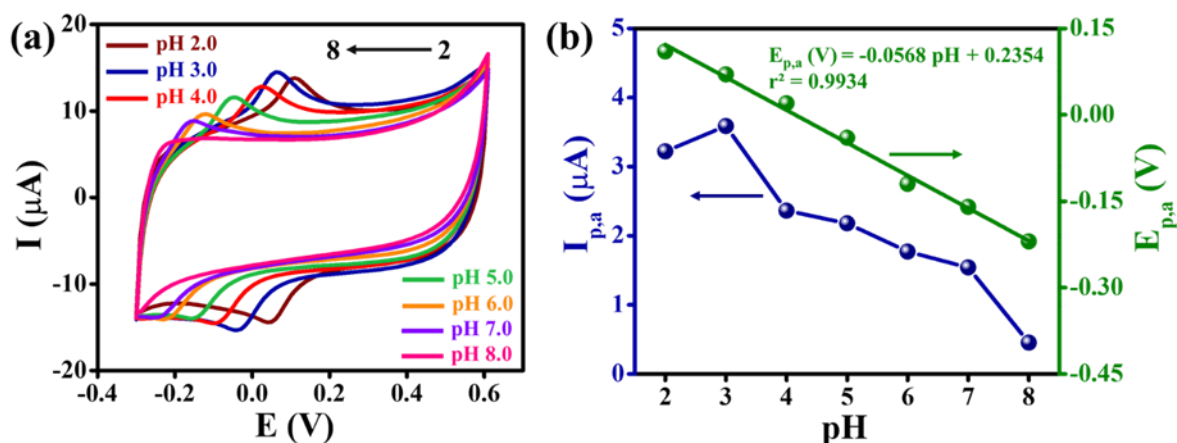 (a)
20
10
0
-10
-20
I (μA)
pH 2.0
pH 3.0
pH 4.0
8 2
pH 5.0
pH 6.0
pH 7.0
pH 8.0
-0.4 -0.2 0.0 0.2 0.4 0.6
E (V)
(b)
5
4
3
2
1
0
I p,a (μA)
E p,a (V) = -0.0568 pH + 0.2354
r² = 0.9934
0.15
0.00
-0.15
-0.30
-0.45
E p,a (V)
2 3 4 5 6 7 8
pH